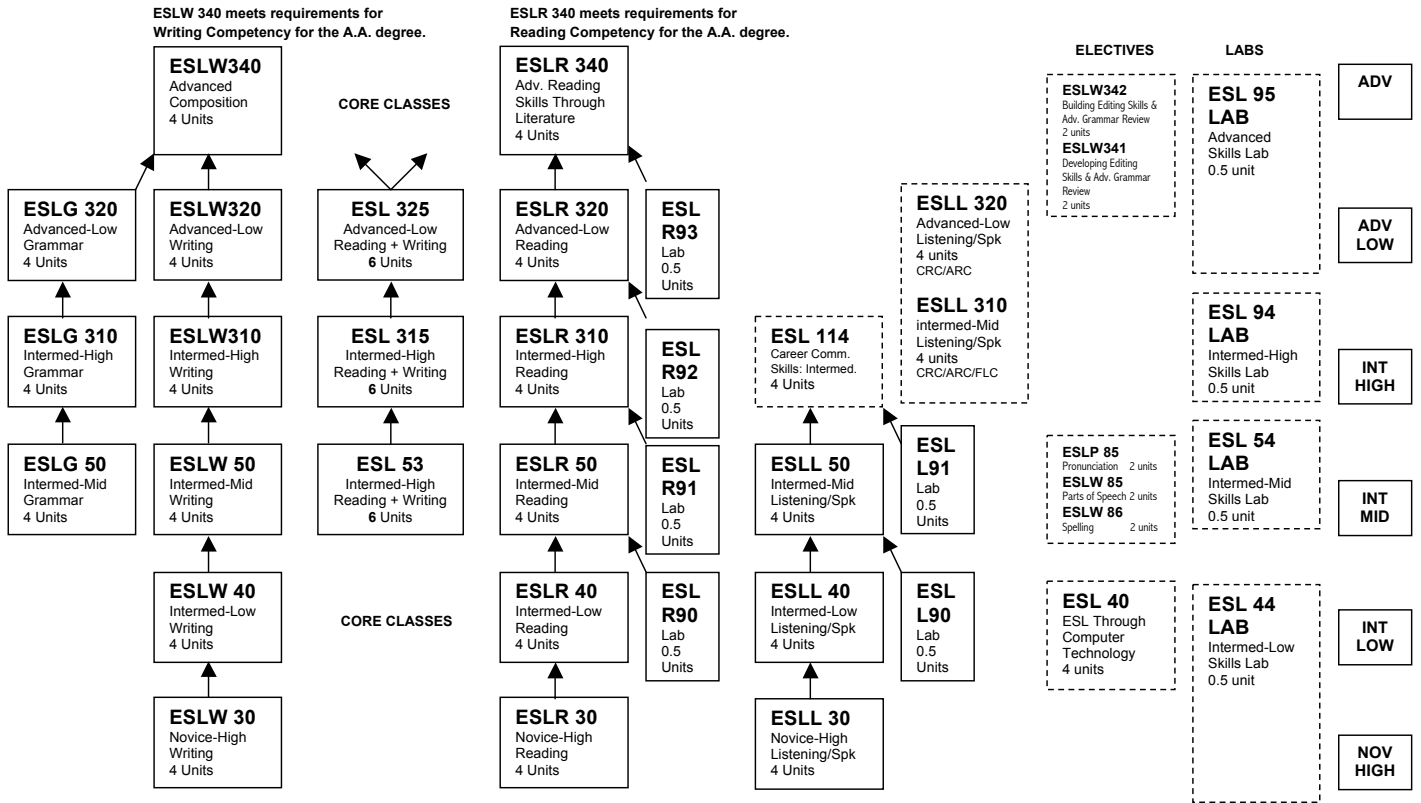 ESLW 340 meets requirements for
Writing Competency for the A.A. degree.
ESLR 340 meets requirements for
Reading Competency for the A.A. degree.
ELECTIVES
LABS
ESLW340
Advanced
Composition
4 Units
CORE CLASSES
ESLR 340
Adv. Reading
Skills Through
Literature
4 Units
ESLW342
Building Editing Skills &
Adv. Grammar Review
2 units
ESLW341
Developing Editing
Skills & Adv. Grammar
Review
2 units
ESL 95
LAB
Advanced
Skills Lab
0.5 unit
ADV
ESLG 320
Advanced-Low
Grammar
4 Units
ESLW320
Advanced-Low
Writing
4 Units
ESL 325
Advanced-Low
Reading + Writing
6 Units
ESLR 320
Advanced-Low
Reading
4 Units
ESL
R93
Lab
0.5
Units
ESLL 320
Advanced-Low
Listening/Spk
4 units
CRC/ARC
ESLL 310
intermed-Mid
Listening/Spk
4 units
CRC/ARC/FLC
ADV
LOW
ESLG 310
Intermed-High
Grammar
4 Units
ESLW310
Intermed-High
Writing
4 Units
ESL 315
Intermed-High
Reading + Writing
6 Units
ESLR 310
Intermed-High
Reading
4 Units
ESL
R92
Lab
0.5
Units
ESL 114
Career Comm.
Skills: Intermed.
4 Units
ESL 94
LAB
Intermed-High
Skills Lab
0.5 unit
INT
HIGH
ESLG 50
Intermed-Mid
Grammar
4 Units
ESLW 50
Intermed-Mid
Writing
4 Units
ESL 53
Intermed-High
Reading + Writing
6 Units
ESLR 50
Intermed-Mid
Reading
4 Units
ESL
R91
Lab
0.5
Units
ESLL 50
Intermed-Mid
Listening/Spk
4 Units
ESL
L91
Lab
0.5
Units
ESLP 85
Pronunciation 2 units
ESLW 85
Parts of Speech 2 units
ESLW 86
Spelling 2 units
ESL 54
LAB
Intermed-Mid
Skills Lab
0.5 unit
INT
MID
ESLW 40
Intermed-Low
Writing
4 Units
CORE CLASSES
ESLR 40
Intermed-Low
Reading
4 Units
ESL
R90
Lab
0.5
Units
ESLL 40
Intermed-Low
Listening/Spk
4 Units
ESL
L90
Lab
0.5
Units
ESL 40
ESL Through
Computer
Technology
4 units
ESL 44
LAB
Intermed-Low
Skills Lab
0.5 unit
INT
LOW
ESLW 30
Novice-High
Writing
4 Units
ESLR 30
Novice-High
Reading
4 Units
ESLL 30
Novice-High
Listening/Spk
4 Units
NOV
HIGH